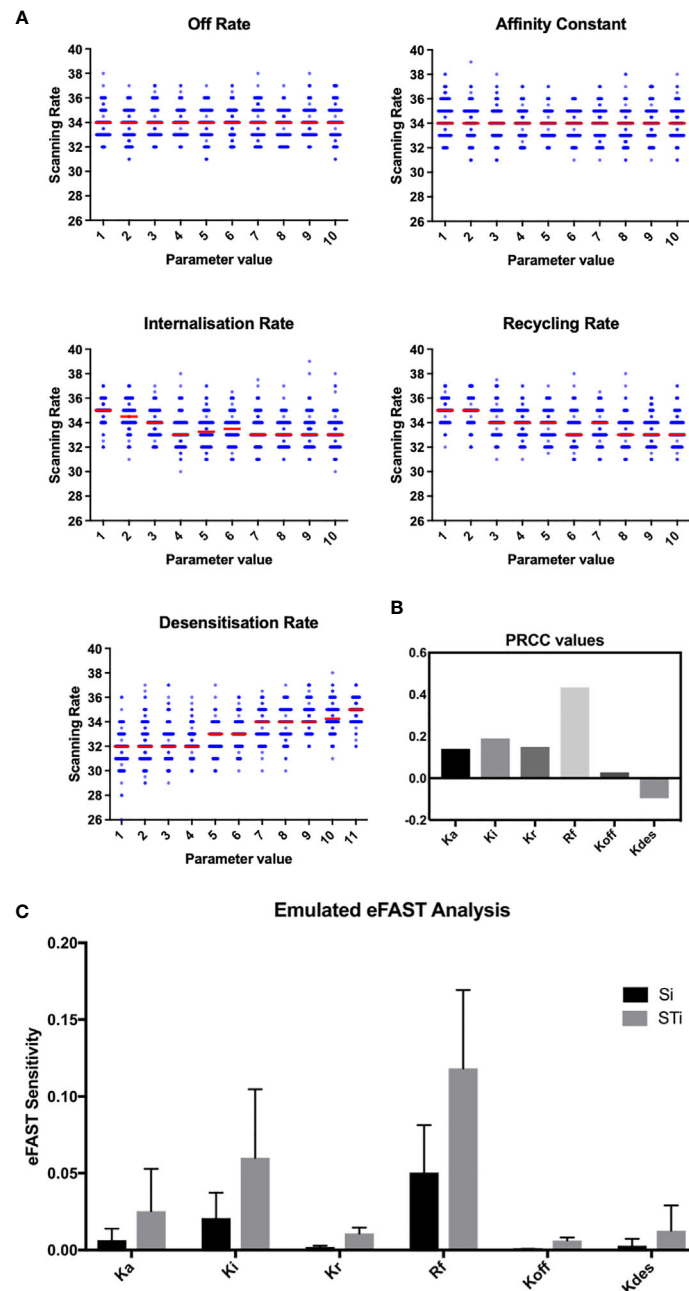 A
Off Rate
Scanning Rate
40
38
36
34
32
30
28
26
1 2 3 4 5 6 7 8 9 10
Parameter value
Affinity Constant
Scanning Rate
40
38
36
34
32
30
28
26
1 2 3 4 5 6 7 8 9 10
Parameter value
Internalisation Rate
Scanning Rate
40
38
36
34
32
30
28
26
1 2 3 4 5 6 7 8 9 10
Parameter value
Recycling Rate
Scanning Rate
40
38
36
34
32
30
28
26
1 2 3 4 5 6 7 8 9 10
Parameter value
Desensitisation Rate
Scanning Rate
40
38
36
34
32
30
28
26
1 2 3 4 5 6 7 8 9 10 11
Parameter value
B
PRCC values
0.6
0.4
0.2
0.0
-0.2
Ka Ki Kr Rf Koff Kdes
C
Emulated eFAST Analysis
eFAST Sensitivity
0.20
0.15
0.10
0.05
0.00
Si
STi
Ka Ki Kr Rf Koff Kdes